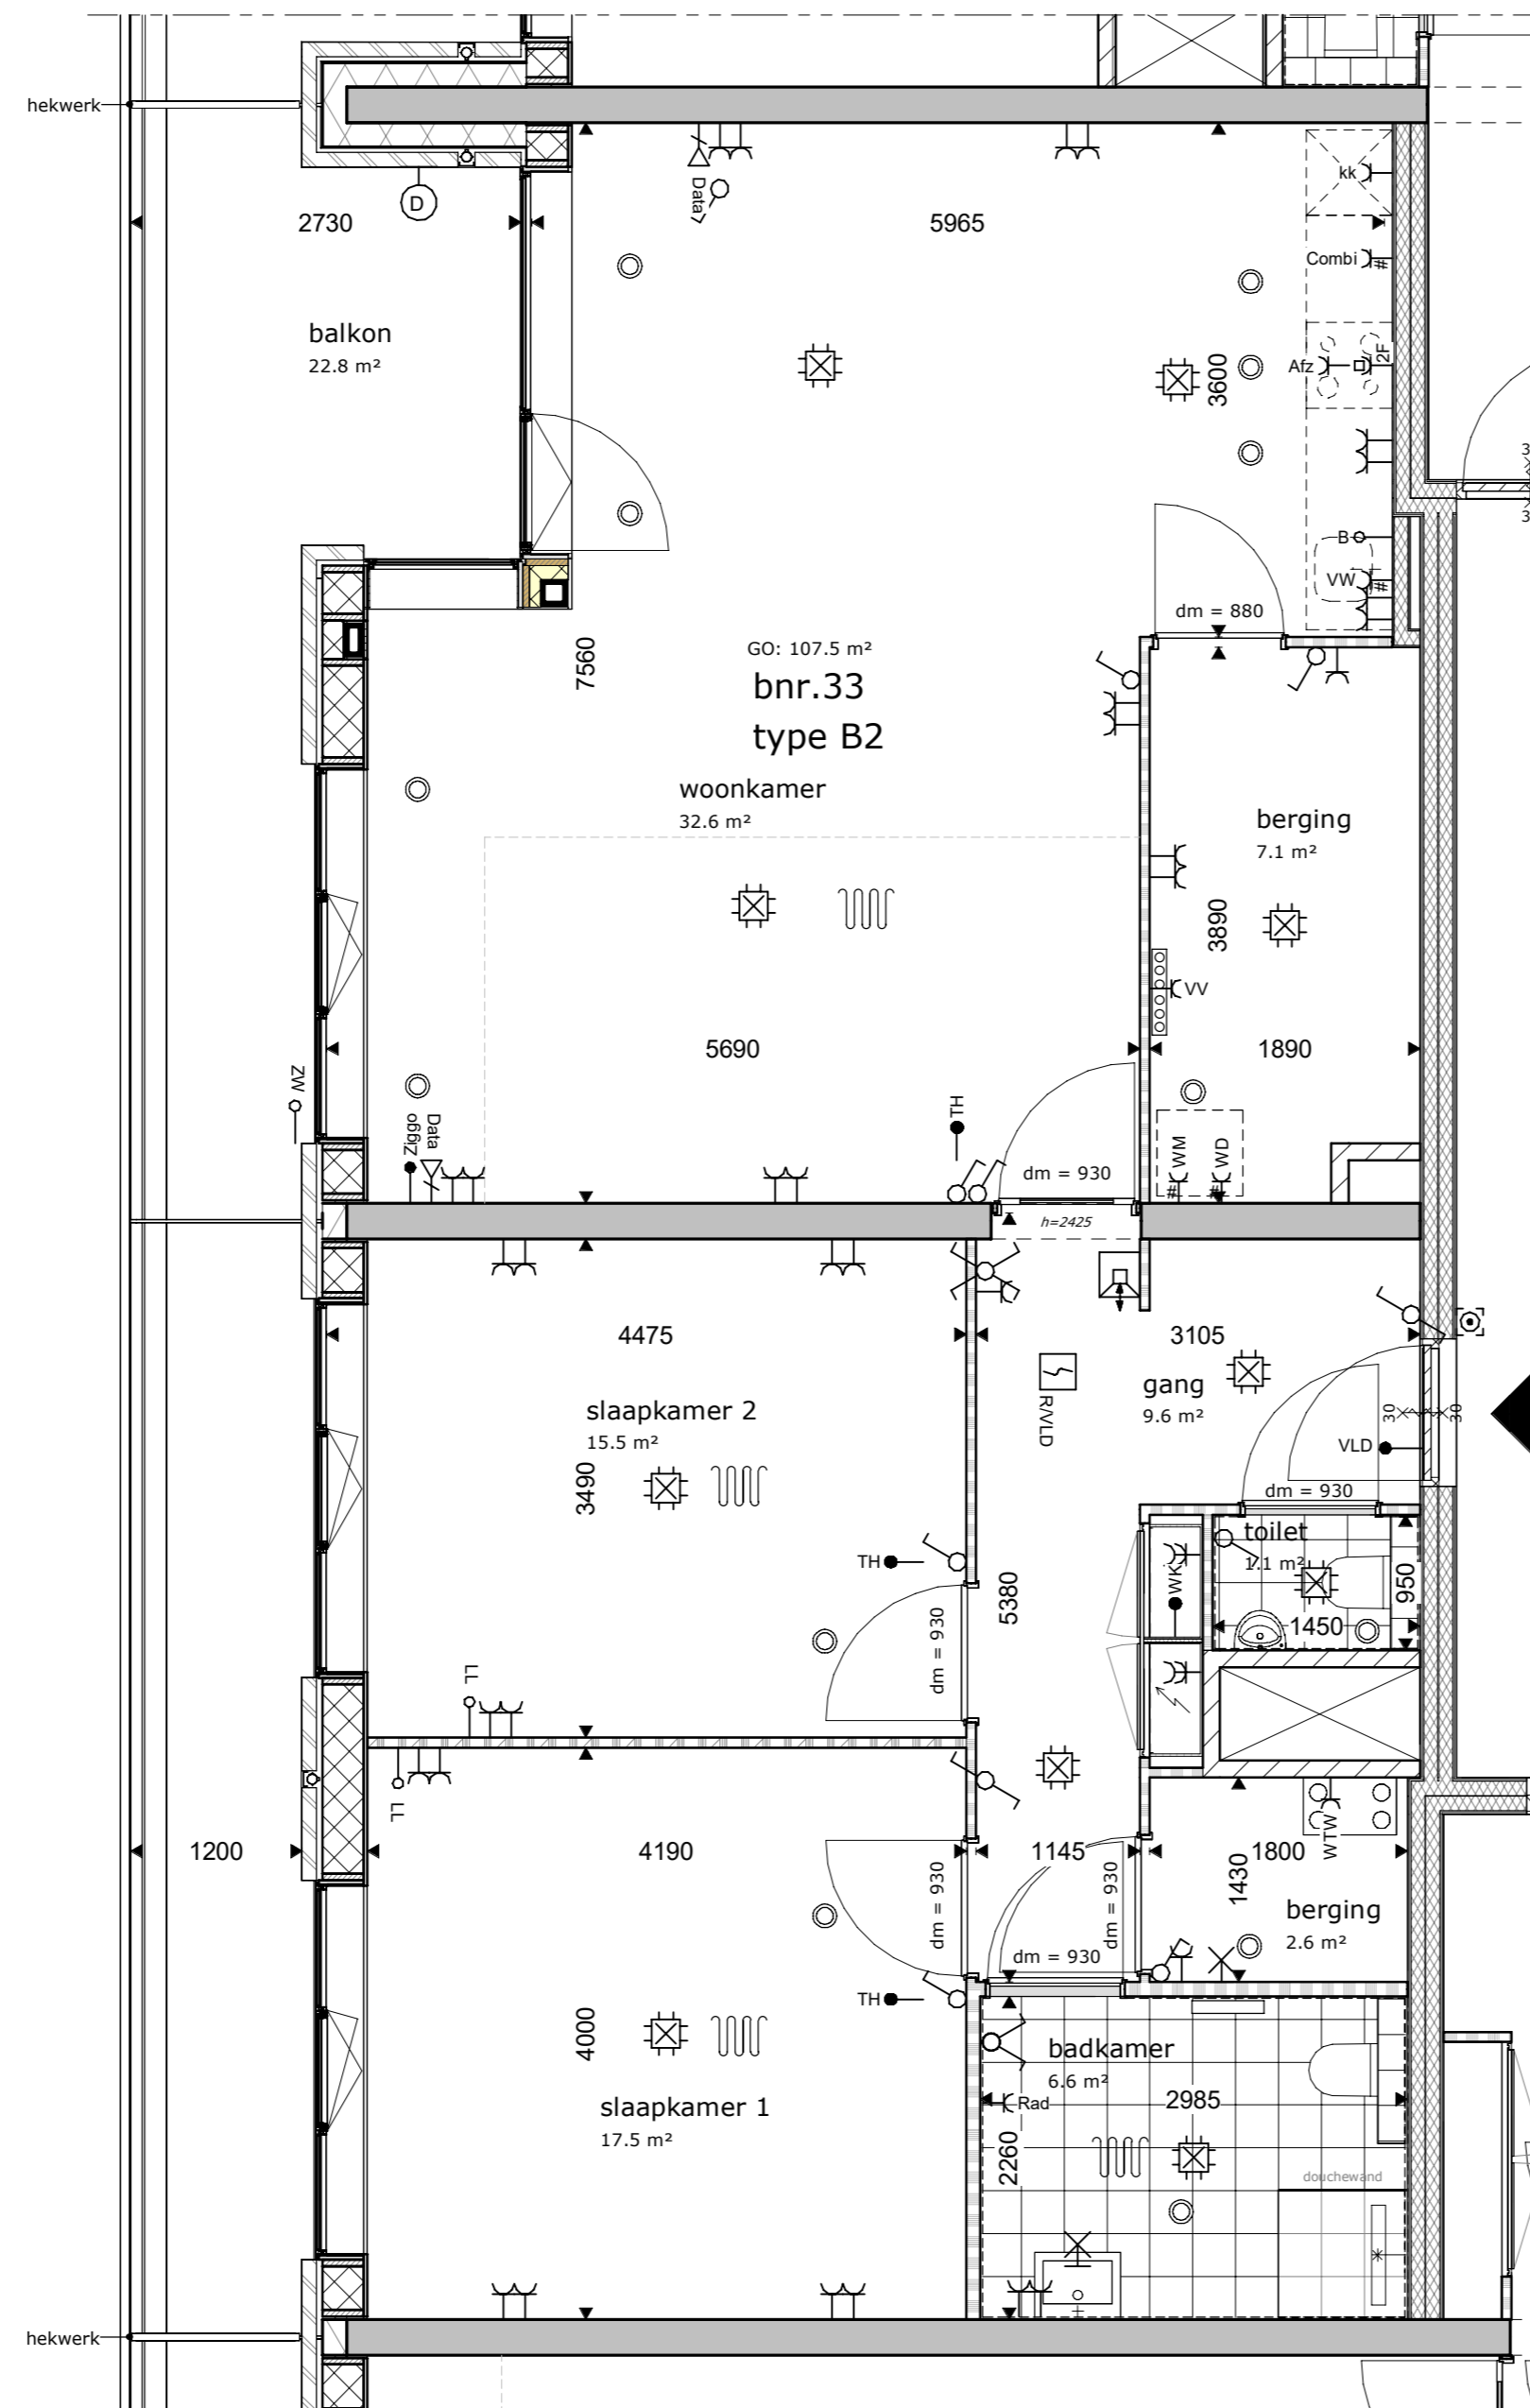 hekwerk
D
Data
2730
5965
kk
Combi
#
balkon
22.8 m²
Afz
2F
3600
B
VW
#
dm = 880
GO: 107.5 m²
bnr.33
type B2
7560
woonkamer
32.6 m²
berging
7.1 m²
3890
VV
5690
1890
ZW
Ziggo
Data
TH
WM
WD
#
#
dm = 930
h=2425
4475
3105
gang
9.6 m²
R/VLD
30
30
VLD
slaapkamer 2
15.5 m²
3490
dm = 930
toilet
1.1 m²
950
1450
WK
TH
5380
dm = 930
LL
LL
1200
4190
1145
1800
WTW
1430
berging
2.6 m²
dm = 930
dm = 930
dm = 930
TH
4000
badkamer
6.6 m²
Rad
2985
2260
slaapkamer 1
17.5 m²
douchewand
hekwerk